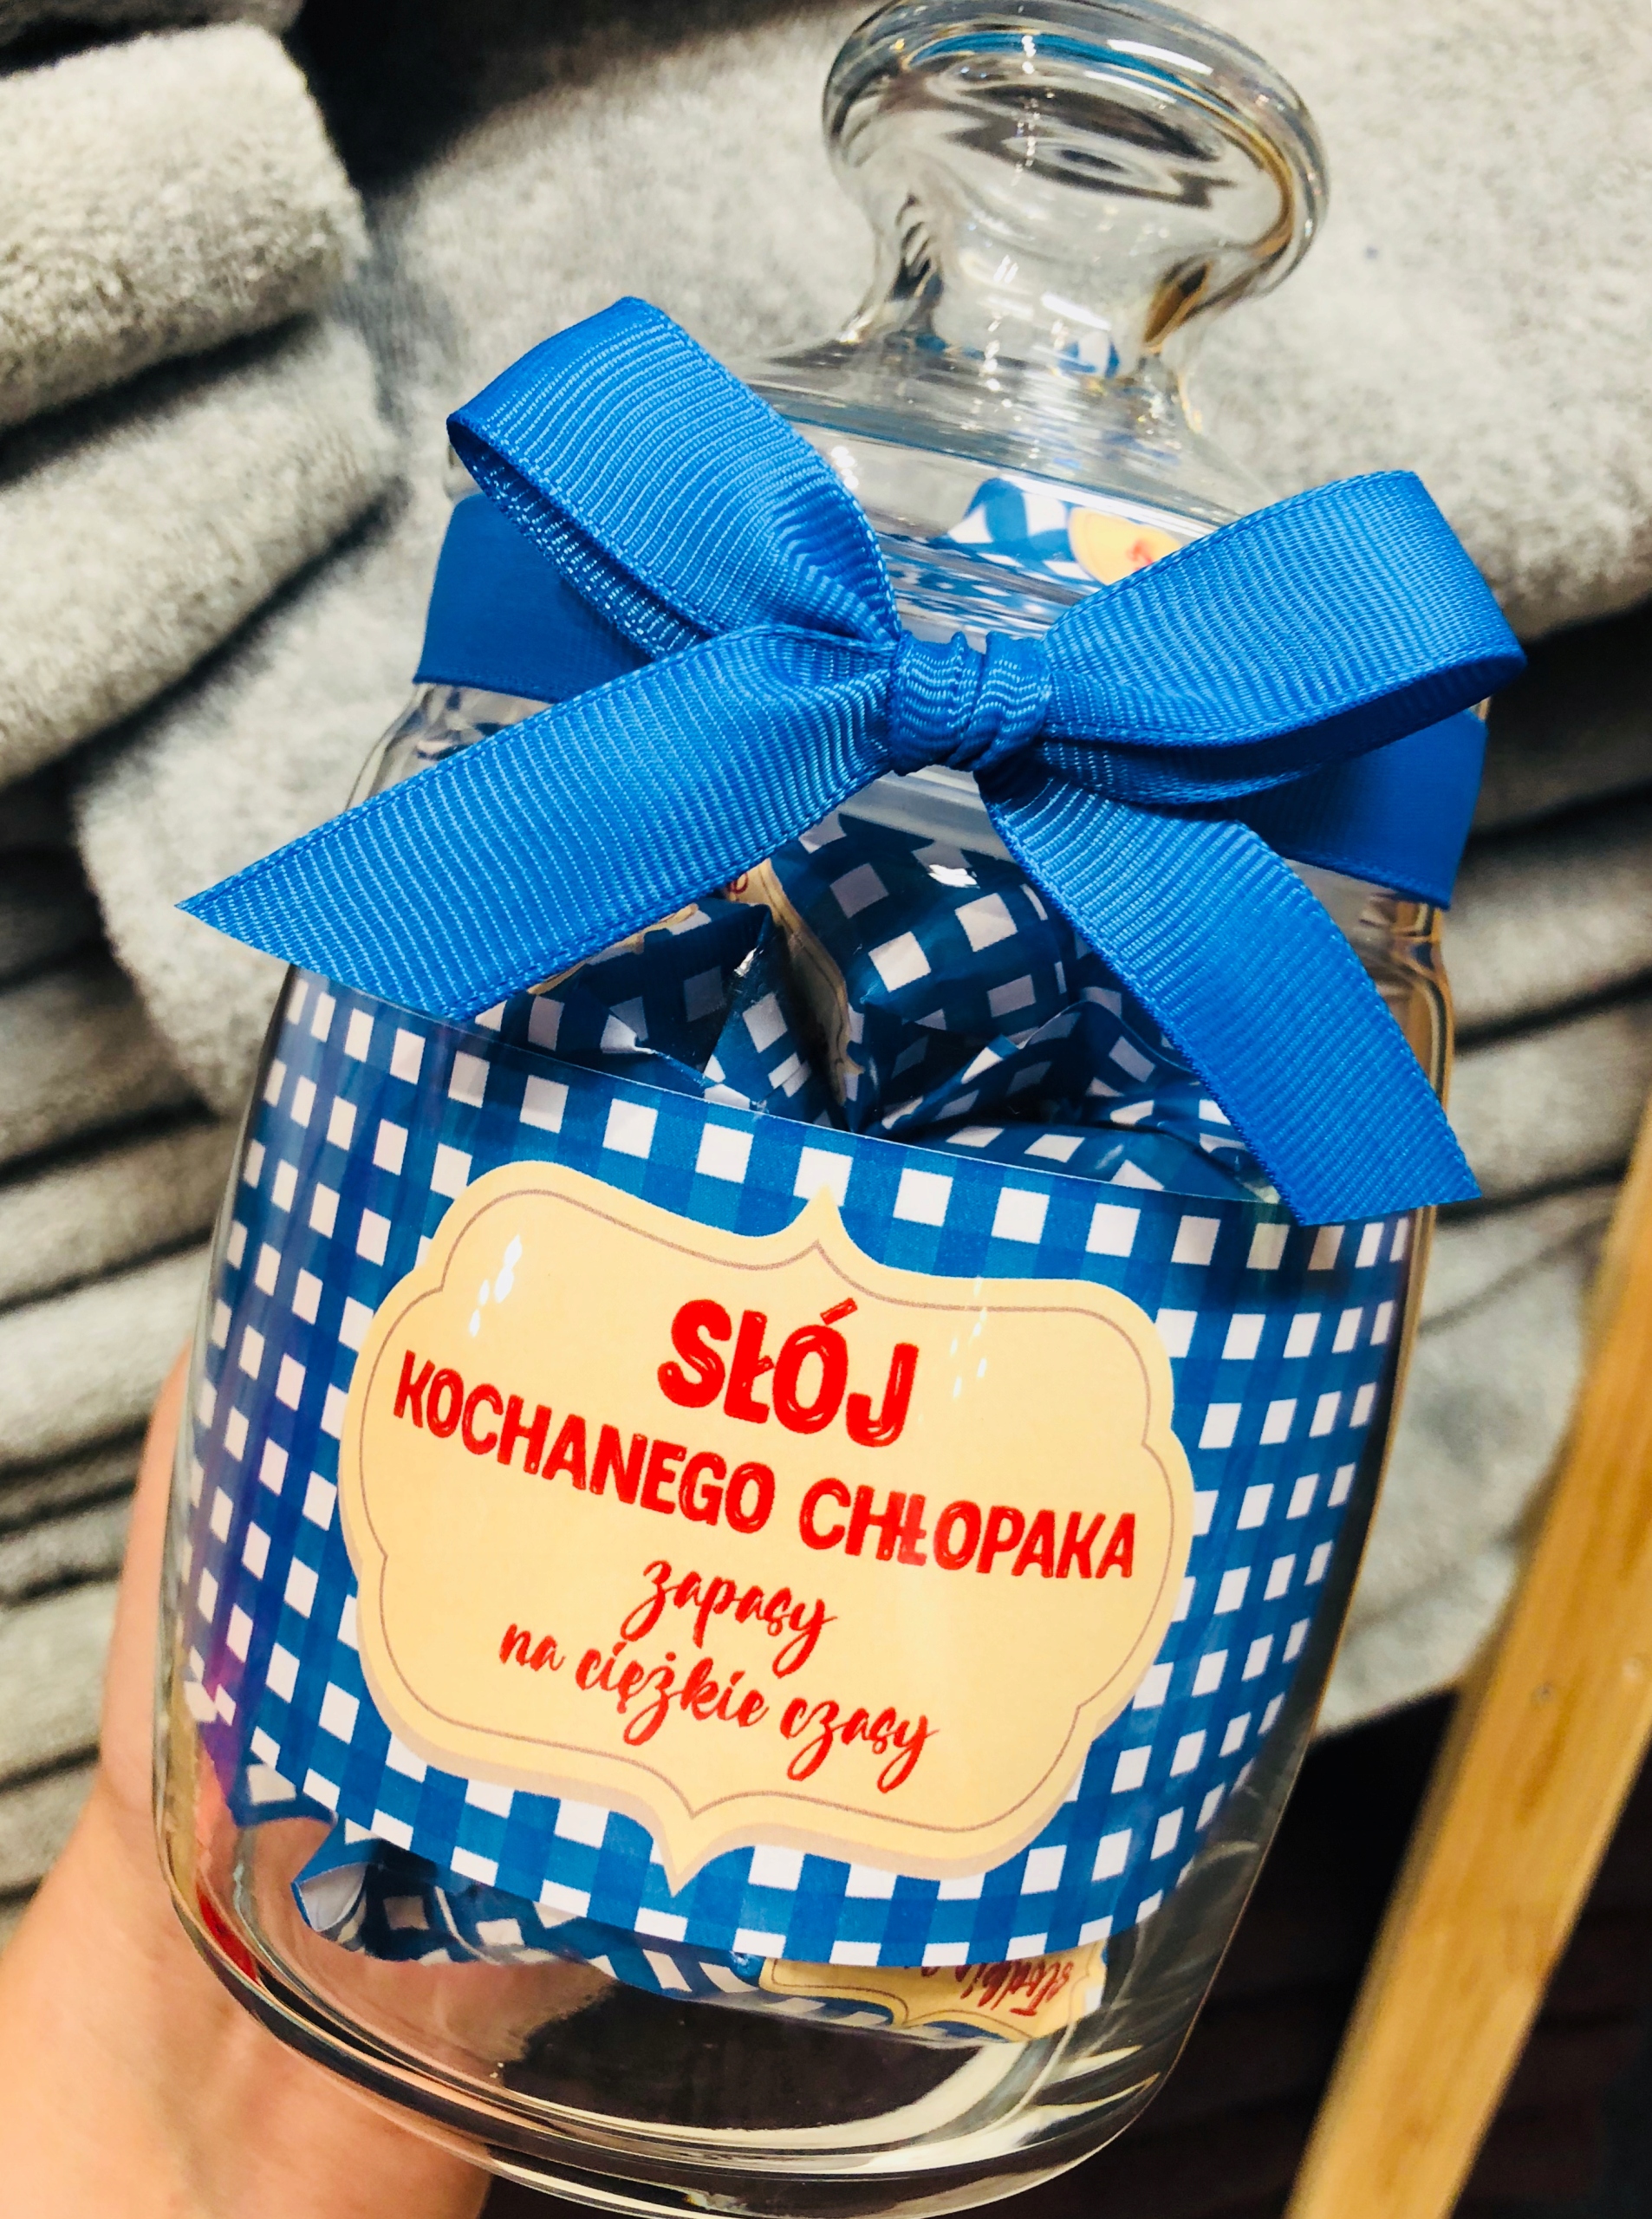 SŁÓJ
KOCHANEGO CHŁOPAKA
zapasy
na ciężkie czasy